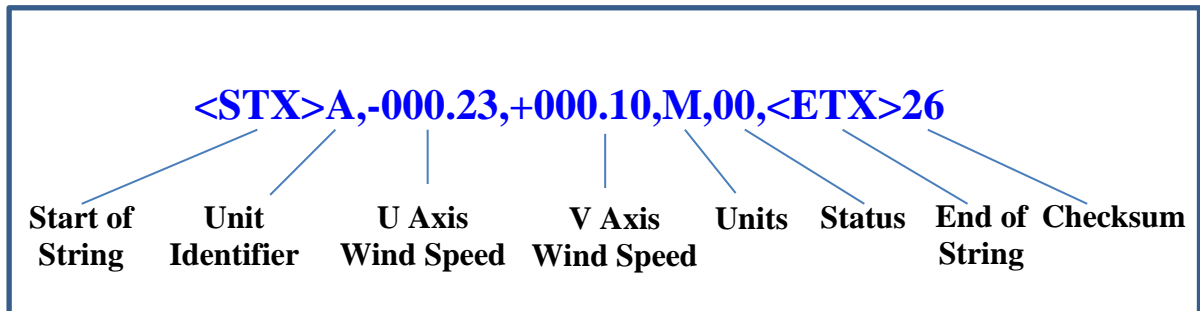 <STX>A,-000.23,+000.10,M,00,<ETX>26
Start of String
Unit Identifier
U Axis Wind Speed
V Axis Wind Speed
Units
Status
End of String
Checksum